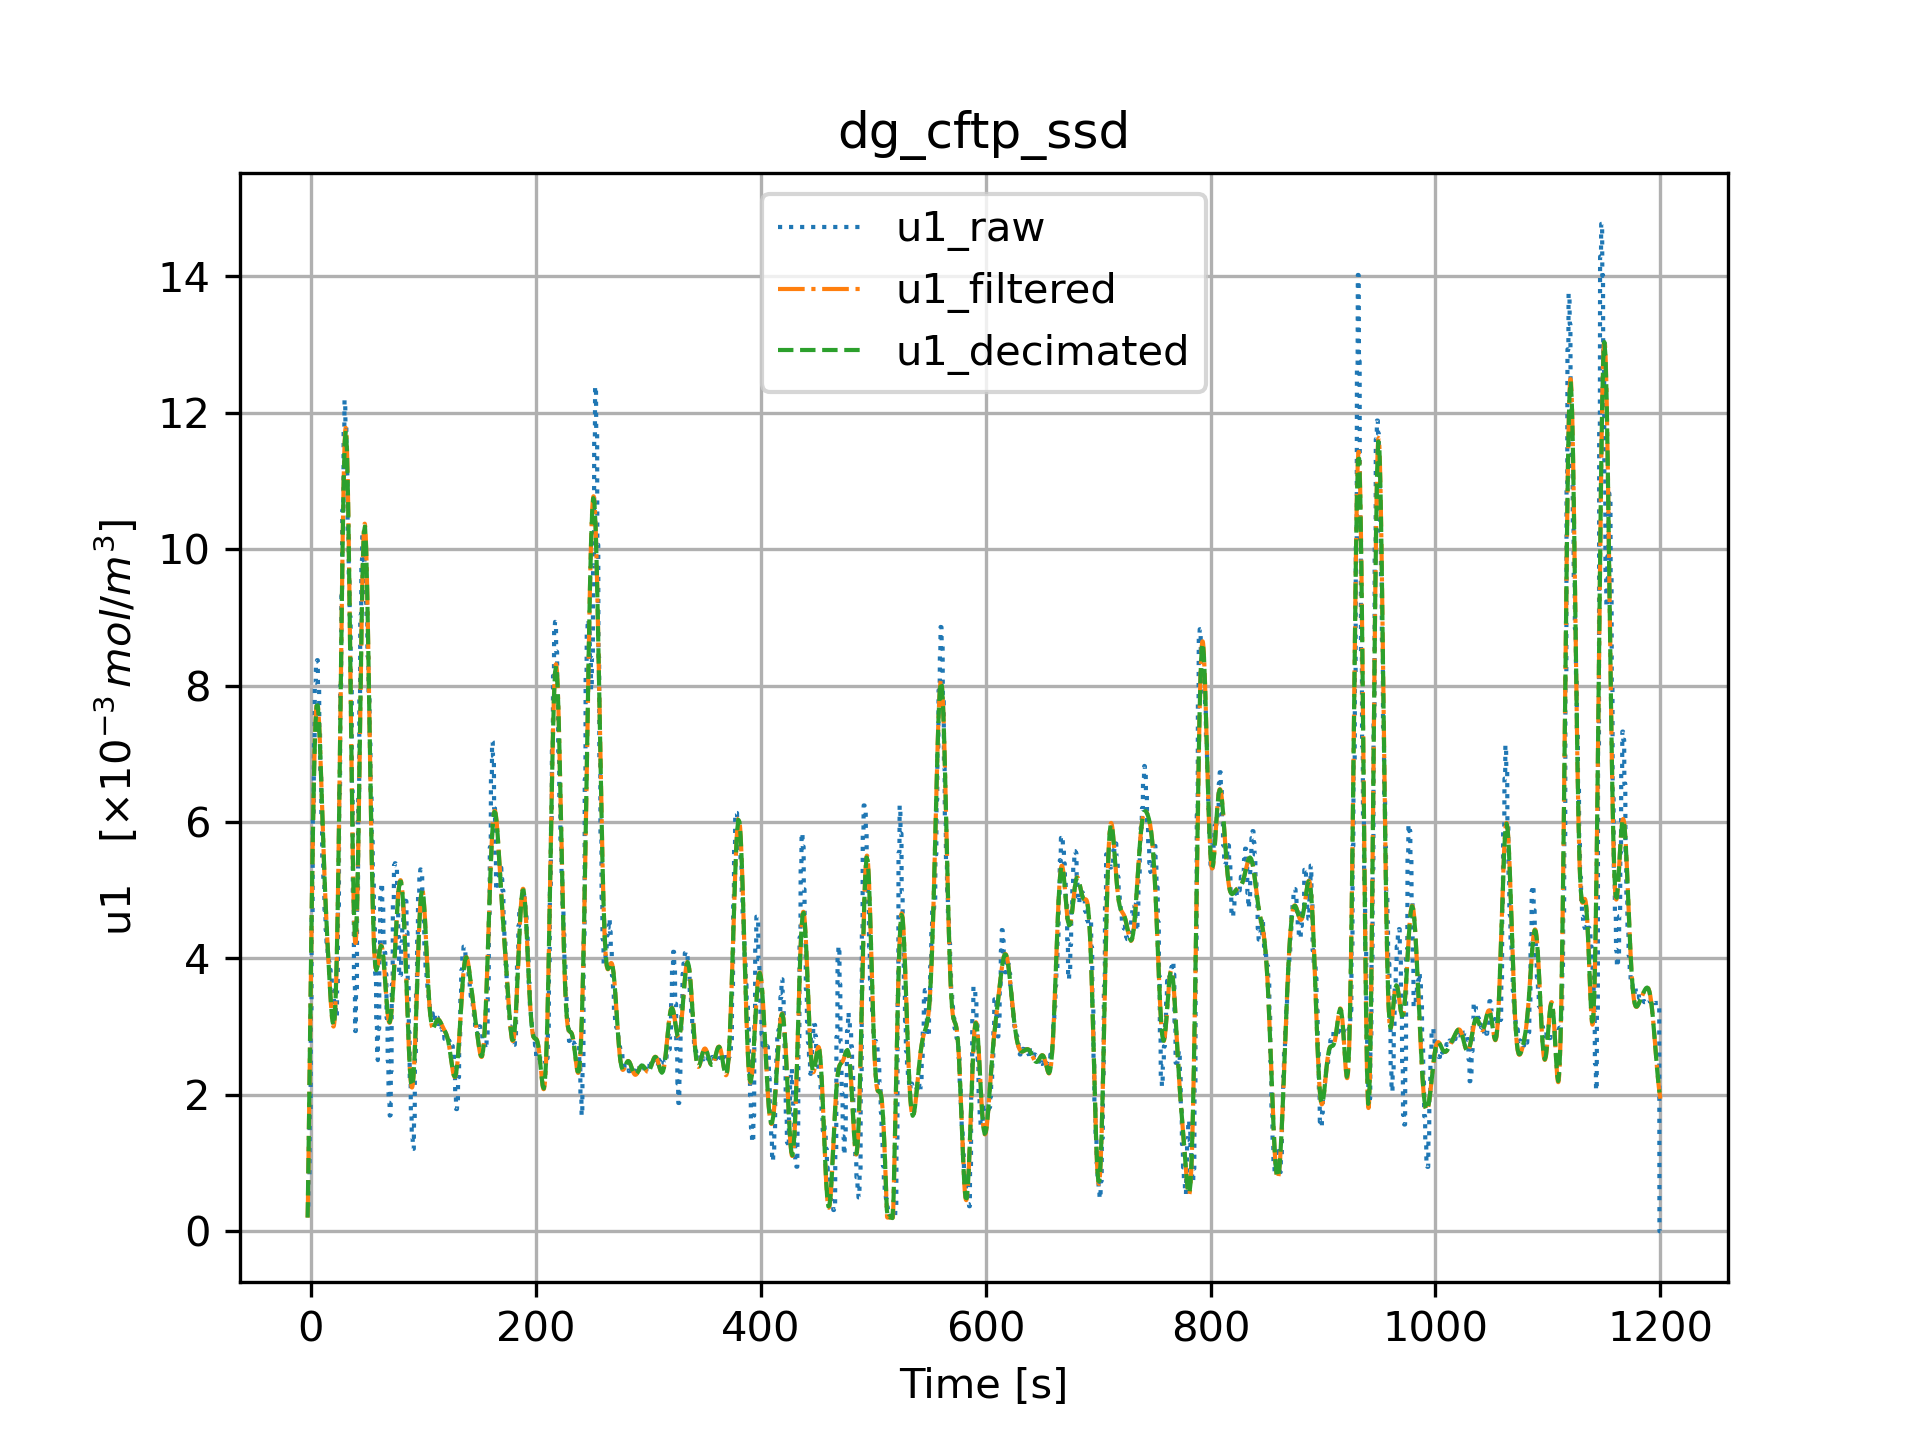 dg_cftp_ssd
u1_raw
u1_filtered
u1_decimated
u1 [×10⁻³ mol/m³]
14
12
10
8
6
4
2
0
0 200 400 600 800 1000 1200
Time [s]